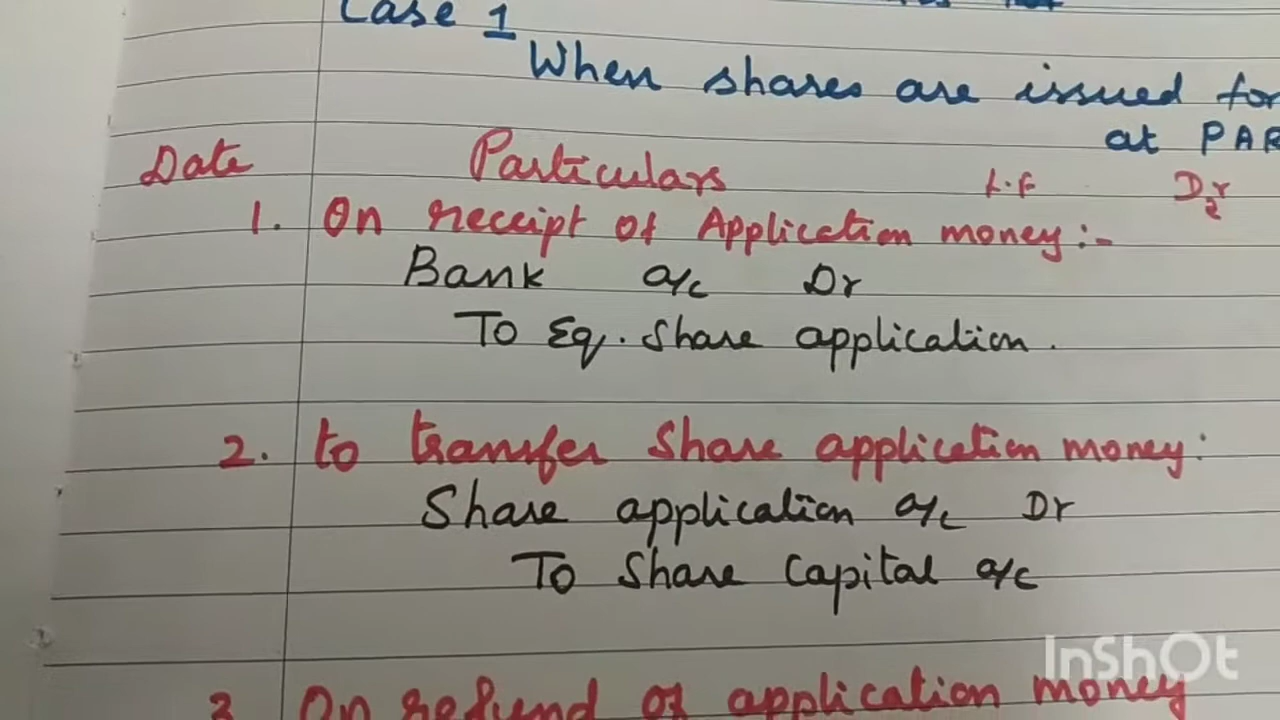 Case 1
When shares are issued for
at PAR
Date Particulars L.F Dr
1. On receipt of Application money:-
Bank a/c Dr
To Eq. Share application.
2. to transfer Share application money:
Share application a/c Dr
To Share Capital a/c
3 On refund of application money
InShOt